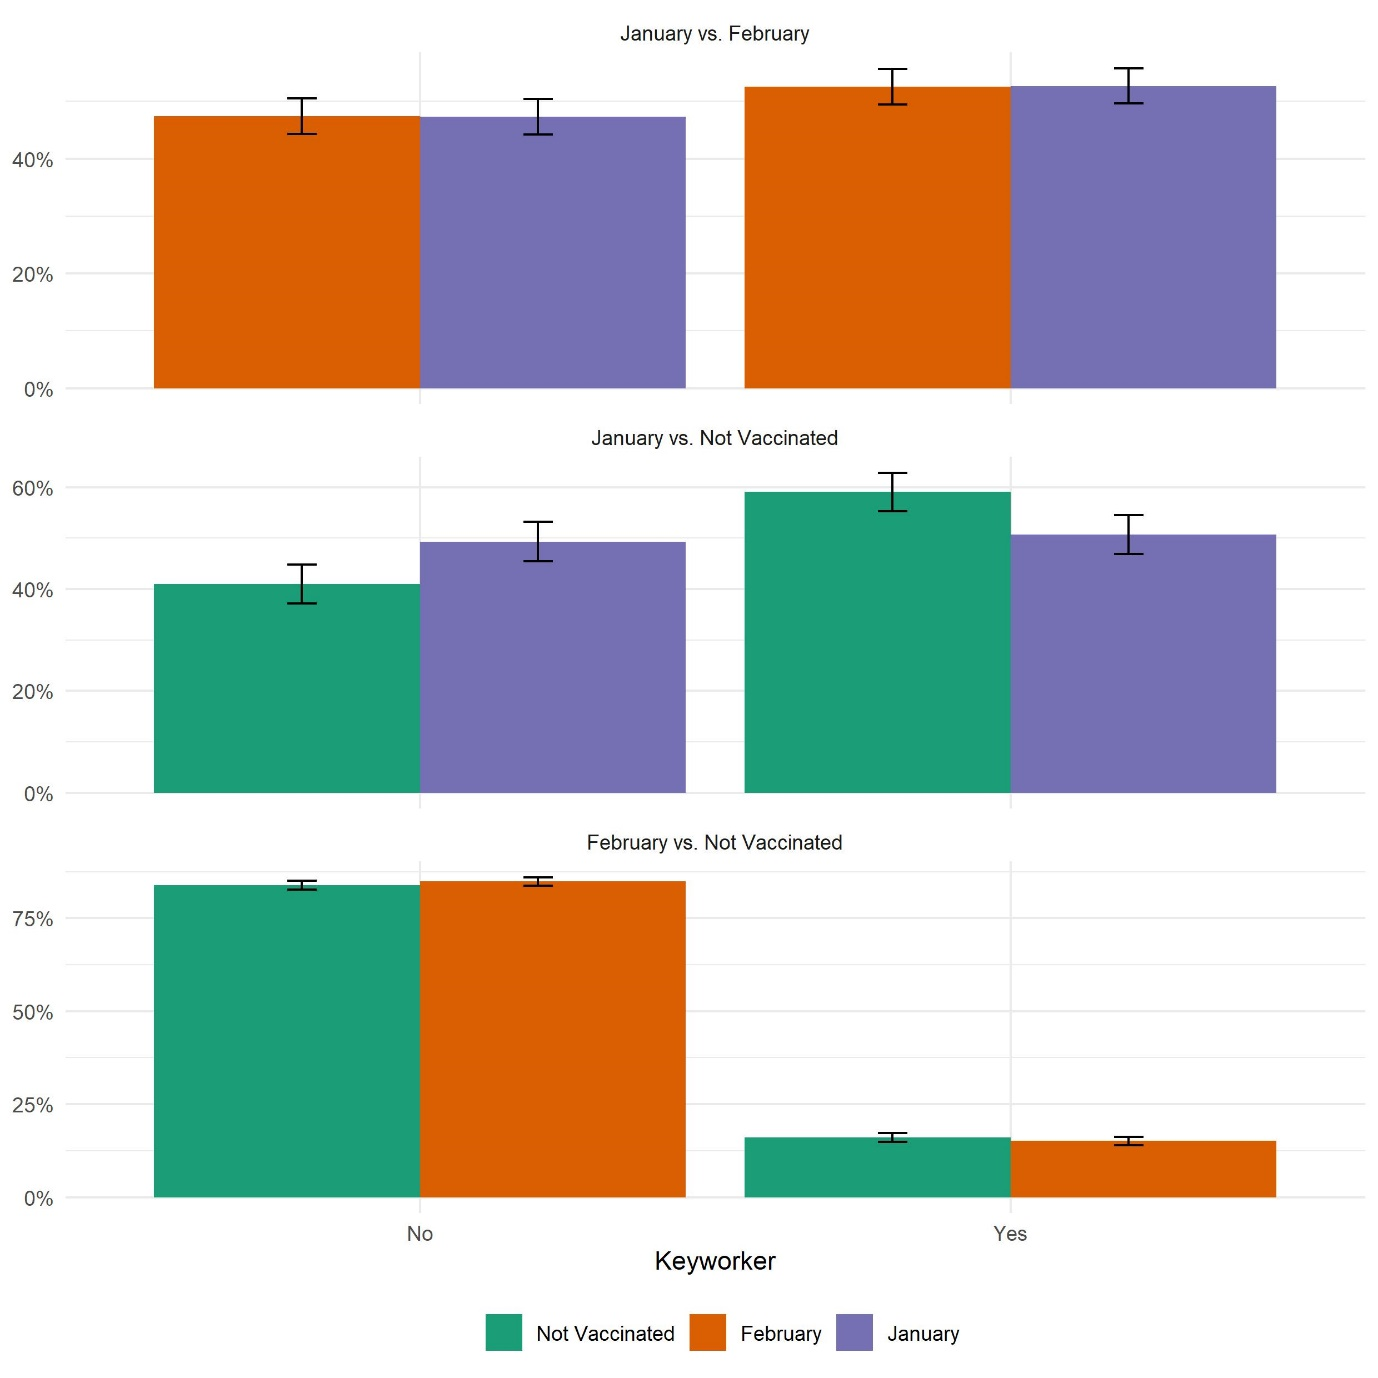 January vs. February
40%
20%
0%
January vs. Not Vaccinated
60%
40%
20%
0%
February vs. Not Vaccinated
75%
50%
25%
0%
No Yes
Keyworker
Not Vaccinated February January